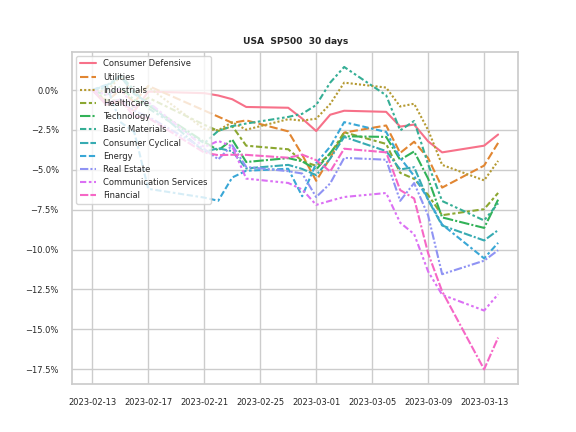 USA  SP500  30 days
Consumer Defensive
Utilities
Industrials
Healthcare
Technology
Basic Materials
Consumer Cyclical
Energy
Real Estate
Communication Services
Financial
0.0%
−2.5%
−5.0%
−7.5%
−10.0%
−12.5%
−15.0%
−17.5%
2023-02-13 2023-02-17 2023-02-21 2023-02-25 2023-03-01 2023-03-05 2023-03-09 2023-03-13